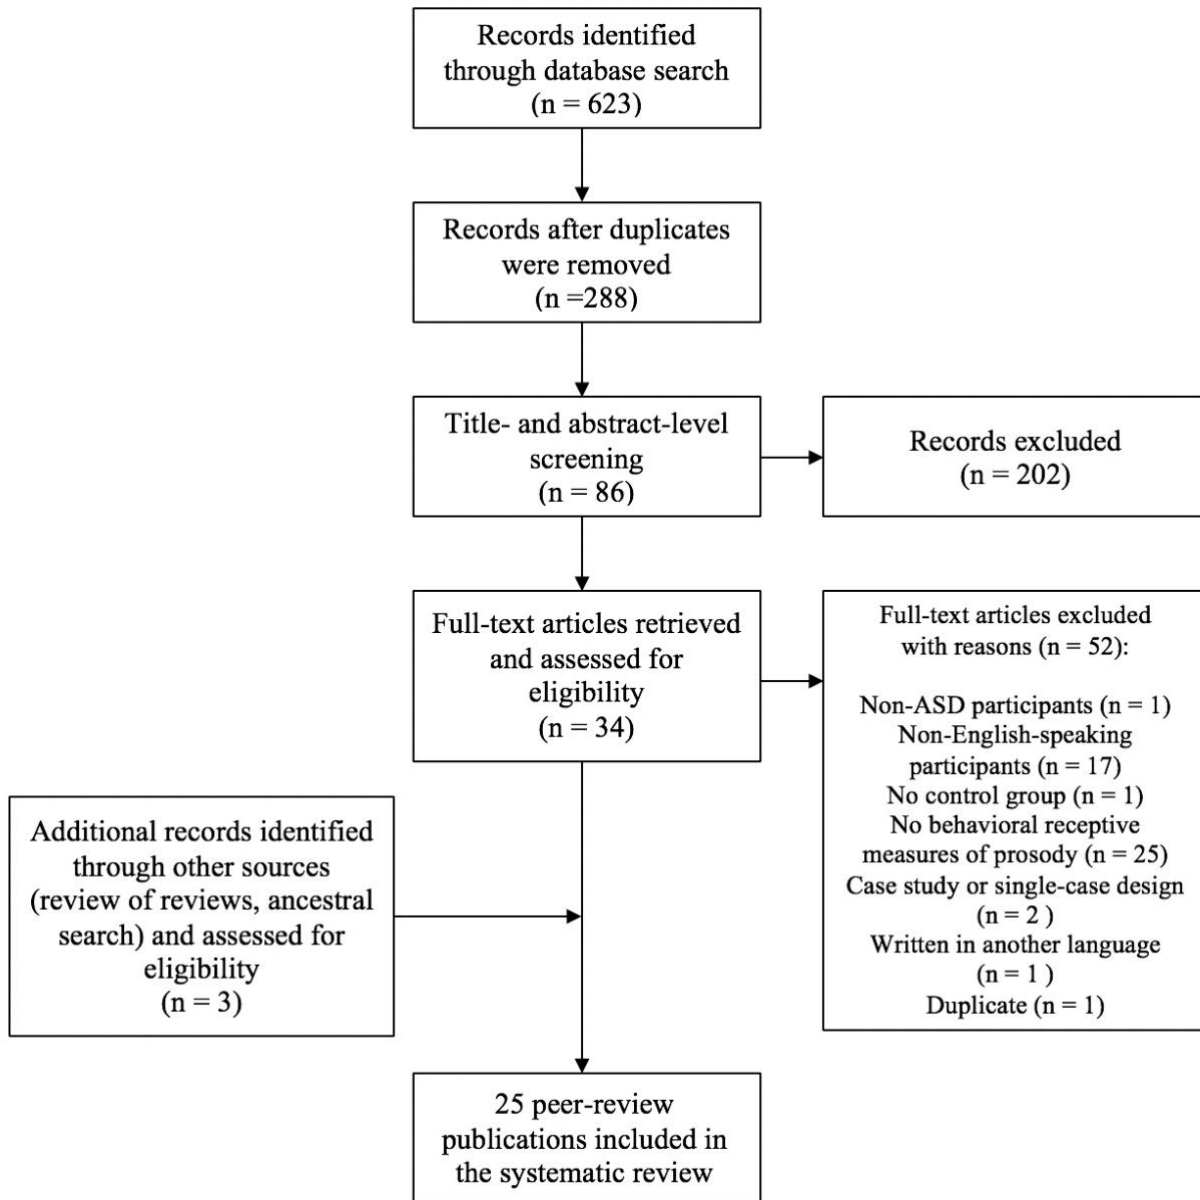 Records identified
through database search
(n = 623)
Records after duplicates
were removed
(n =288)
Title- and abstract-level
screening
(n = 86)
Records excluded
(n = 202)
Full-text articles retrieved
and assessed for
eligibility
(n = 34)
Full-text articles excluded
with reasons (n = 52):
Non-ASD participants (n = 1)
Non-English-speaking
participants (n = 17)
No control group (n = 1)
No behavioral receptive
measures of prosody (n = 25)
Case study or single-case design
(n = 2 )
Written in another language
(n = 1 )
Duplicate (n = 1)
Additional records identified
through other sources
(review of reviews, ancestral
search) and assessed for
eligibility
(n = 3)
25 peer-review
publications included in
the systematic review